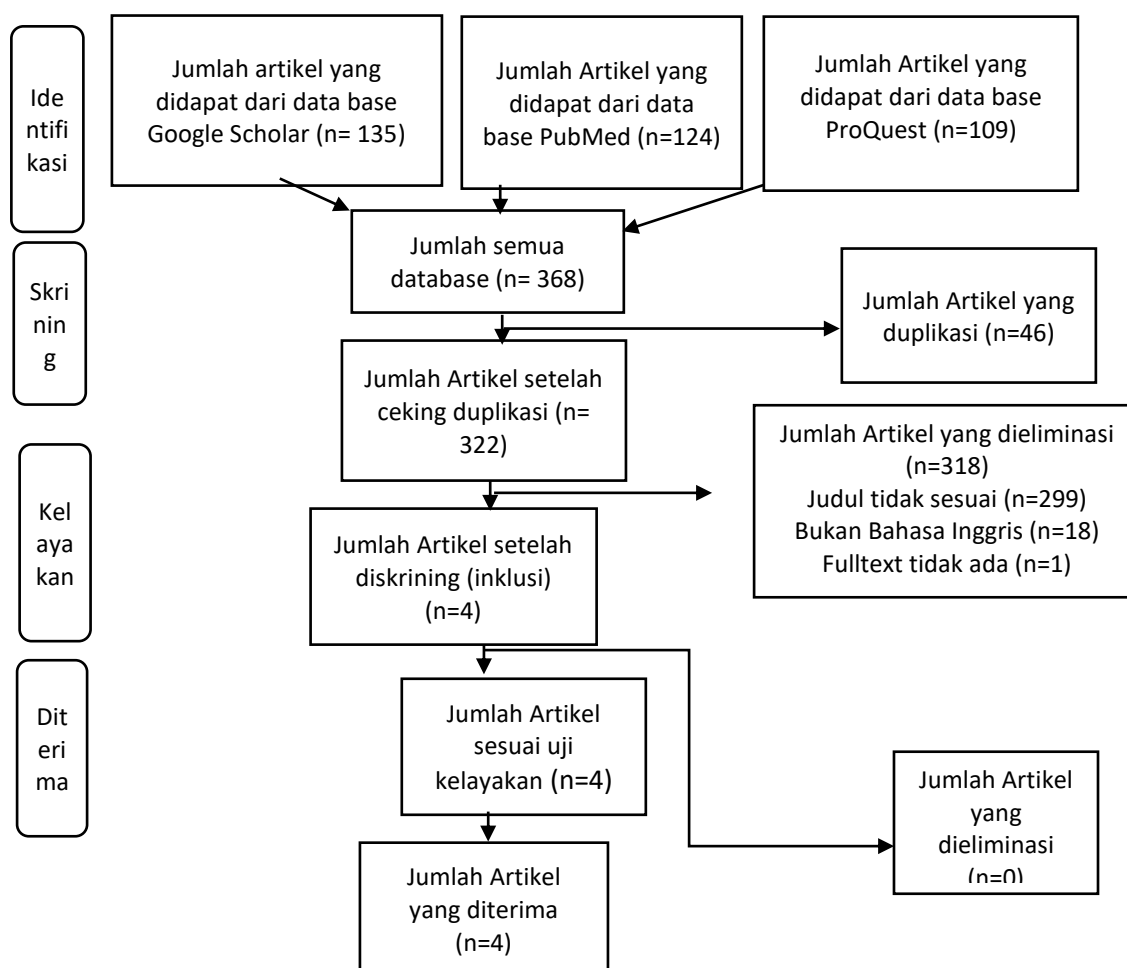 Ide
ntifi
kasi
Jumlah artikel yang
didapat dari data base
Google Scholar (n= 135)
Jumlah Artikel yang
didapat dari data
base PubMed (n=124)
Jumlah Artikel yang
didapat dari data base
ProQuest (n=109)
Jumlah semua
database (n= 368)
Skri
nin
g
Jumlah Artikel yang
duplikasi (n=46)
Jumlah Artikel setelah
ceking duplikasi (n=
322)
Jumlah Artikel yang dieliminasi
(n=318)
Judul tidak sesuai (n=299)
Bukan Bahasa Inggris (n=18)
Fulltext tidak ada (n=1)
Kel
aya
kan
Jumlah Artikel setelah
diskrining (inklusi)
(n=4)
Dit
eri
ma
Jumlah Artikel
sesuai uji
kelayakan (n=4)
Jumlah Artikel
yang
dieliminasi
(n=0)
Jumlah Artikel
yang diterima
(n=4)